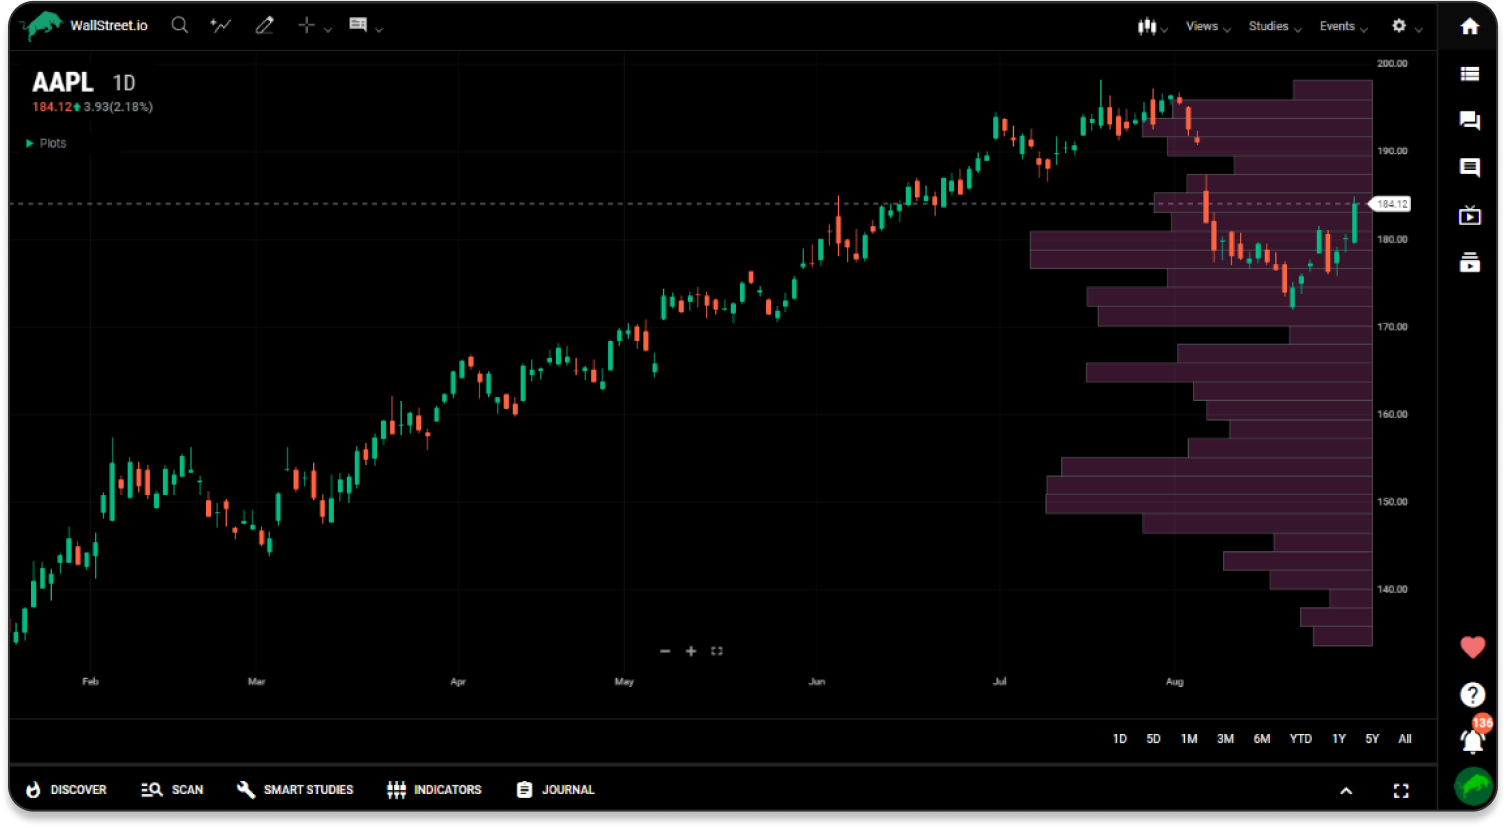 WallStreet.io
Views
Studies
Events
AAPL 1D
184.12 3.93(2.18%)
Plots
200.00
190.00
184.12
180.00
170.00
160.00
150.00
140.00
Feb
Mar
Apr
May
Jun
Jul
Aug
1D 5D 1M 3M 6M YTD 1Y 5Y All
DISCOVER
SCAN
SMART STUDIES
INDICATORS
JOURNAL
?
136